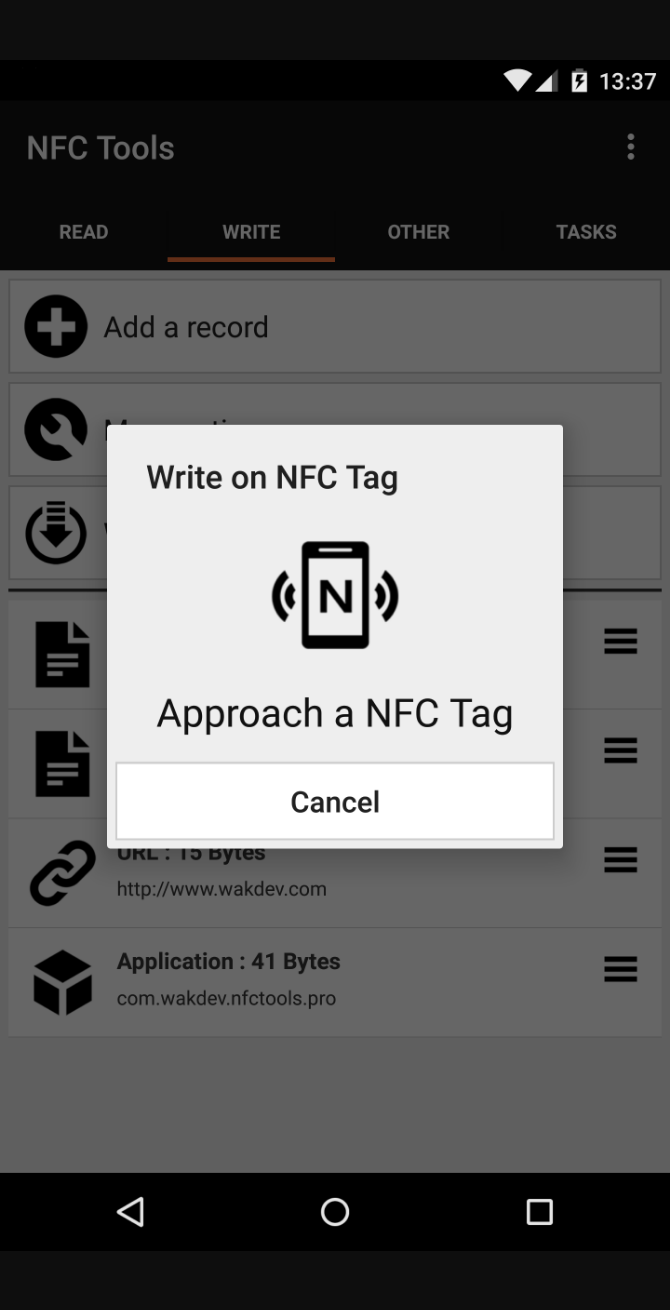 13:37
NFC Tools
READ WRITE OTHER TASKS
Add a record
Write on NFC Tag
N
Approach a NFC Tag
Cancel
URL : 15 Bytes
http://www.wakdev.com
Application : 41 Bytes
com.wakdev.nfctools.pro